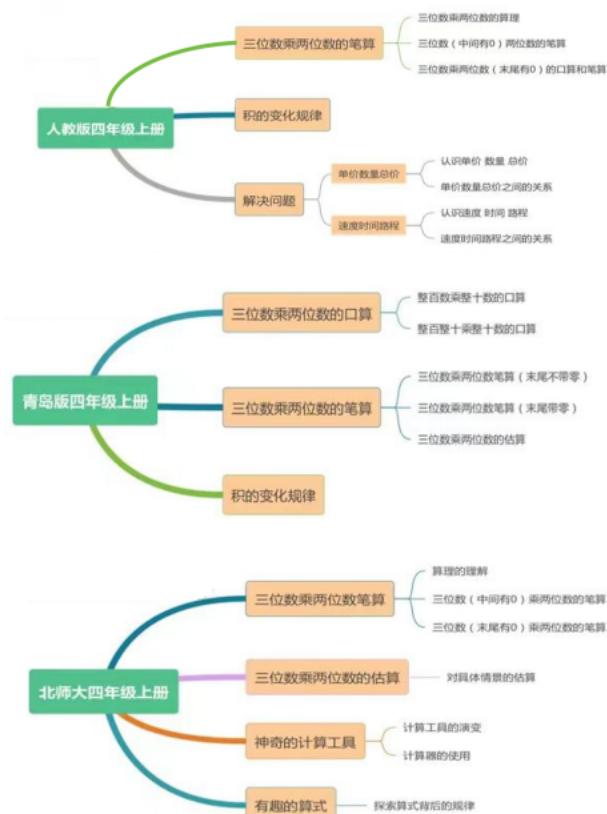 人教版四年级上册
三位数乘两位数的笔算
三位数乘两位数的算理
三位数（中间有0）两位数的笔算
三位数乘两位数（末尾有0）的口算和笔算
积的变化规律
解决问题
单价数量总价
认识单价 数量 总价
单价数量总价之间的关系
速度时间路程
认识速度 时间 路程
速度时间路程之间的关系
青岛版四年级上册
三位数乘两位数的口算
整百数乘整十数的口算
整百整十乘整十数的口算
三位数乘两位数的笔算
三位数乘两位数笔算（末尾不带零）
三位数乘两位数笔算（末尾带零）
三位数乘两位数的估算
积的变化规律
北师大四年级上册
三位数乘两位数笔算
算理的理解
三位数（中间有0）乘两位数的笔算
三位数（末尾有0）乘两位数的笔算
三位数乘两位数的估算
对具体情景的估算
神奇的计算工具
计算工具的演变
计算器的使用
有趣的算式
探索算式背后的规律